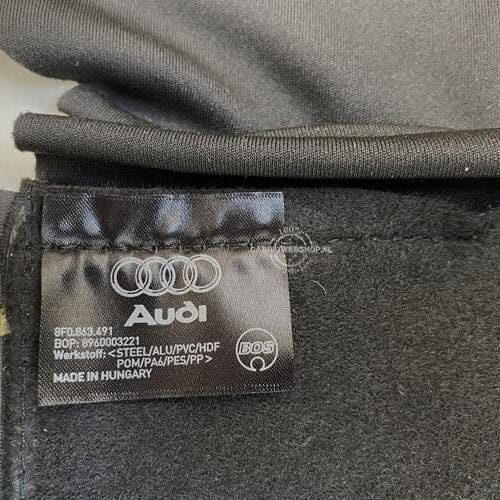 Audi
8F0.863.491
BOP: 8960003221
Werkstoff: <STEEL/ALU/PVC/HDF
POM/PA6/PES/PP>
MADE IN HUNGARY
BOS